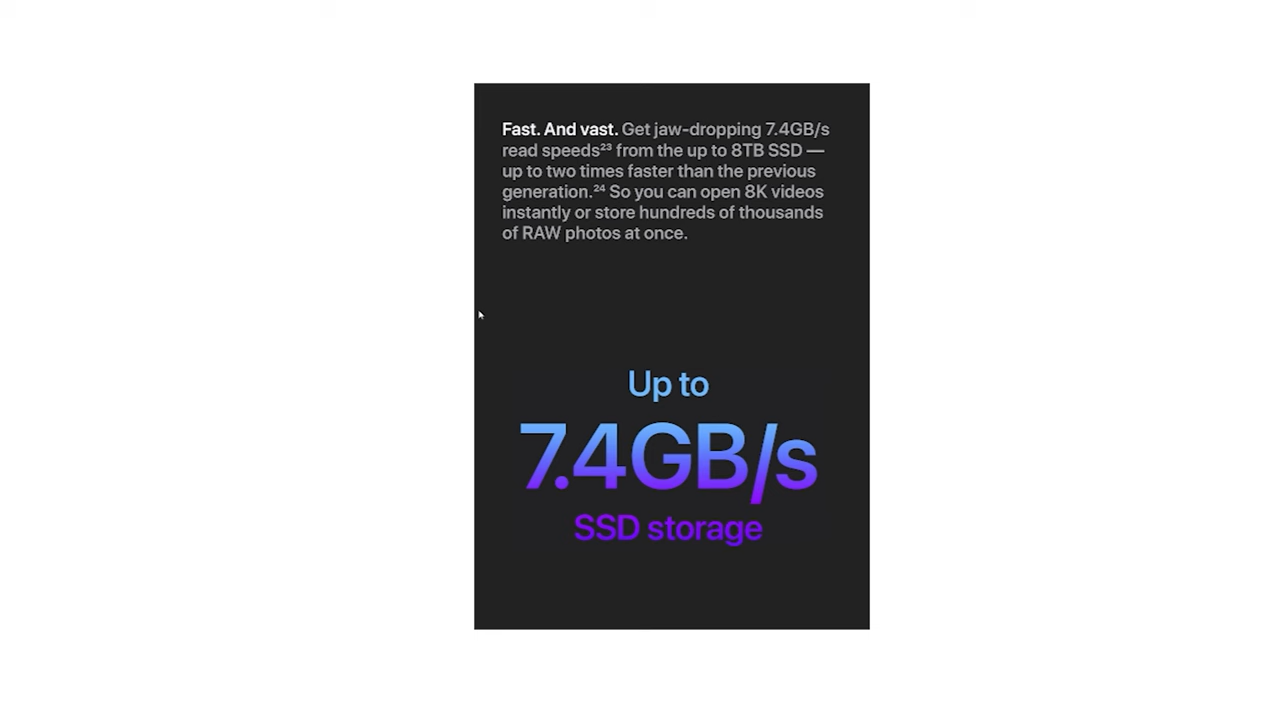 Fast. And vast. Get jaw-dropping 7.4GB/s
read speeds²³ from the up to 8TB SSD —
up to two times faster than the previous
generation.²⁴ So you can open 8K videos
instantly or store hundreds of thousands
of RAW photos at once.
Up to
7.4GB/s
SSD storage